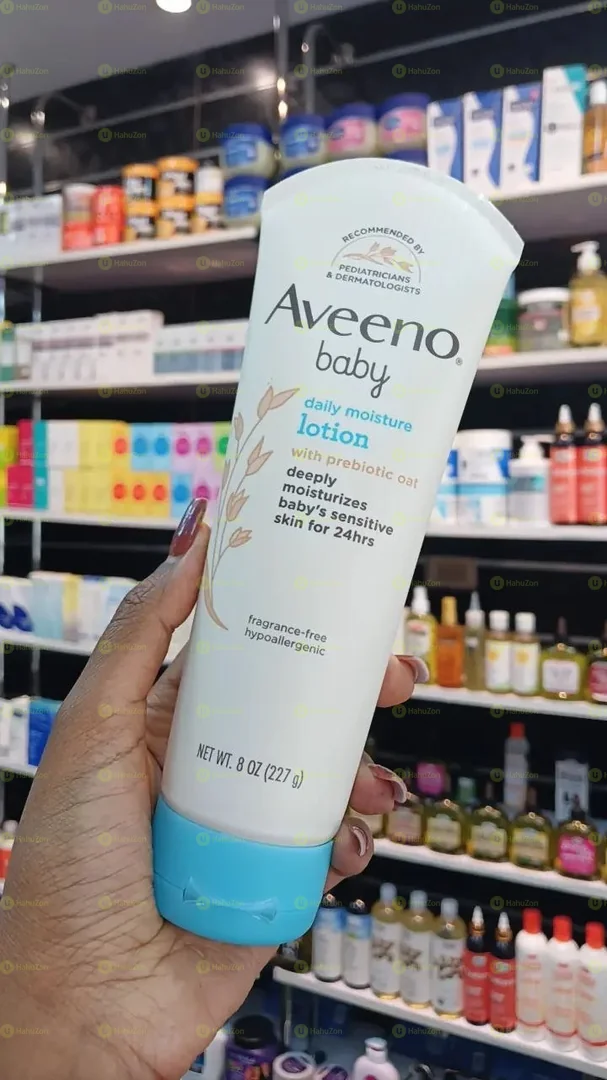 RECOMMENDED BY
PEDIATRICIANS
& DERMATOLOGISTS
Aveeno®
baby
daily moisture
lotion
with prebiotic oat
deeply
moisturizes
baby's sensitive
skin for 24hrs
fragrance-free
hypoallergenic
NET WT. 8 OZ (227 g)
HahuZon